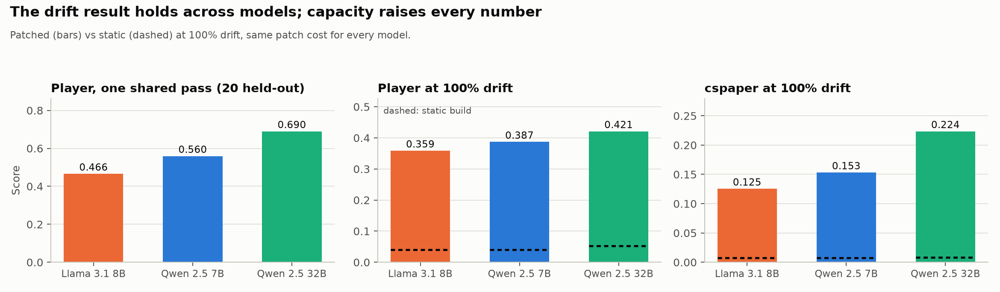 The drift result holds across models; capacity raises every number
Patched (bars) vs static (dashed) at 100% drift, same patch cost for every model.
Player, one shared pass (20 held-out)
Score
0.8
0.6
0.4
0.2
0.0
0.466
0.560
0.690
Llama 3.1 8B
Qwen 2.5 7B
Qwen 2.5 32B
Player at 100% drift
dashed: static build
0.5
0.4
0.3
0.2
0.1
0.0
0.359
0.387
0.421
Llama 3.1 8B
Qwen 2.5 7B
Qwen 2.5 32B
cspaper at 100% drift
0.25
0.20
0.15
0.10
0.05
0.00
0.125
0.153
0.224
Llama 3.1 8B
Qwen 2.5 7B
Qwen 2.5 32B